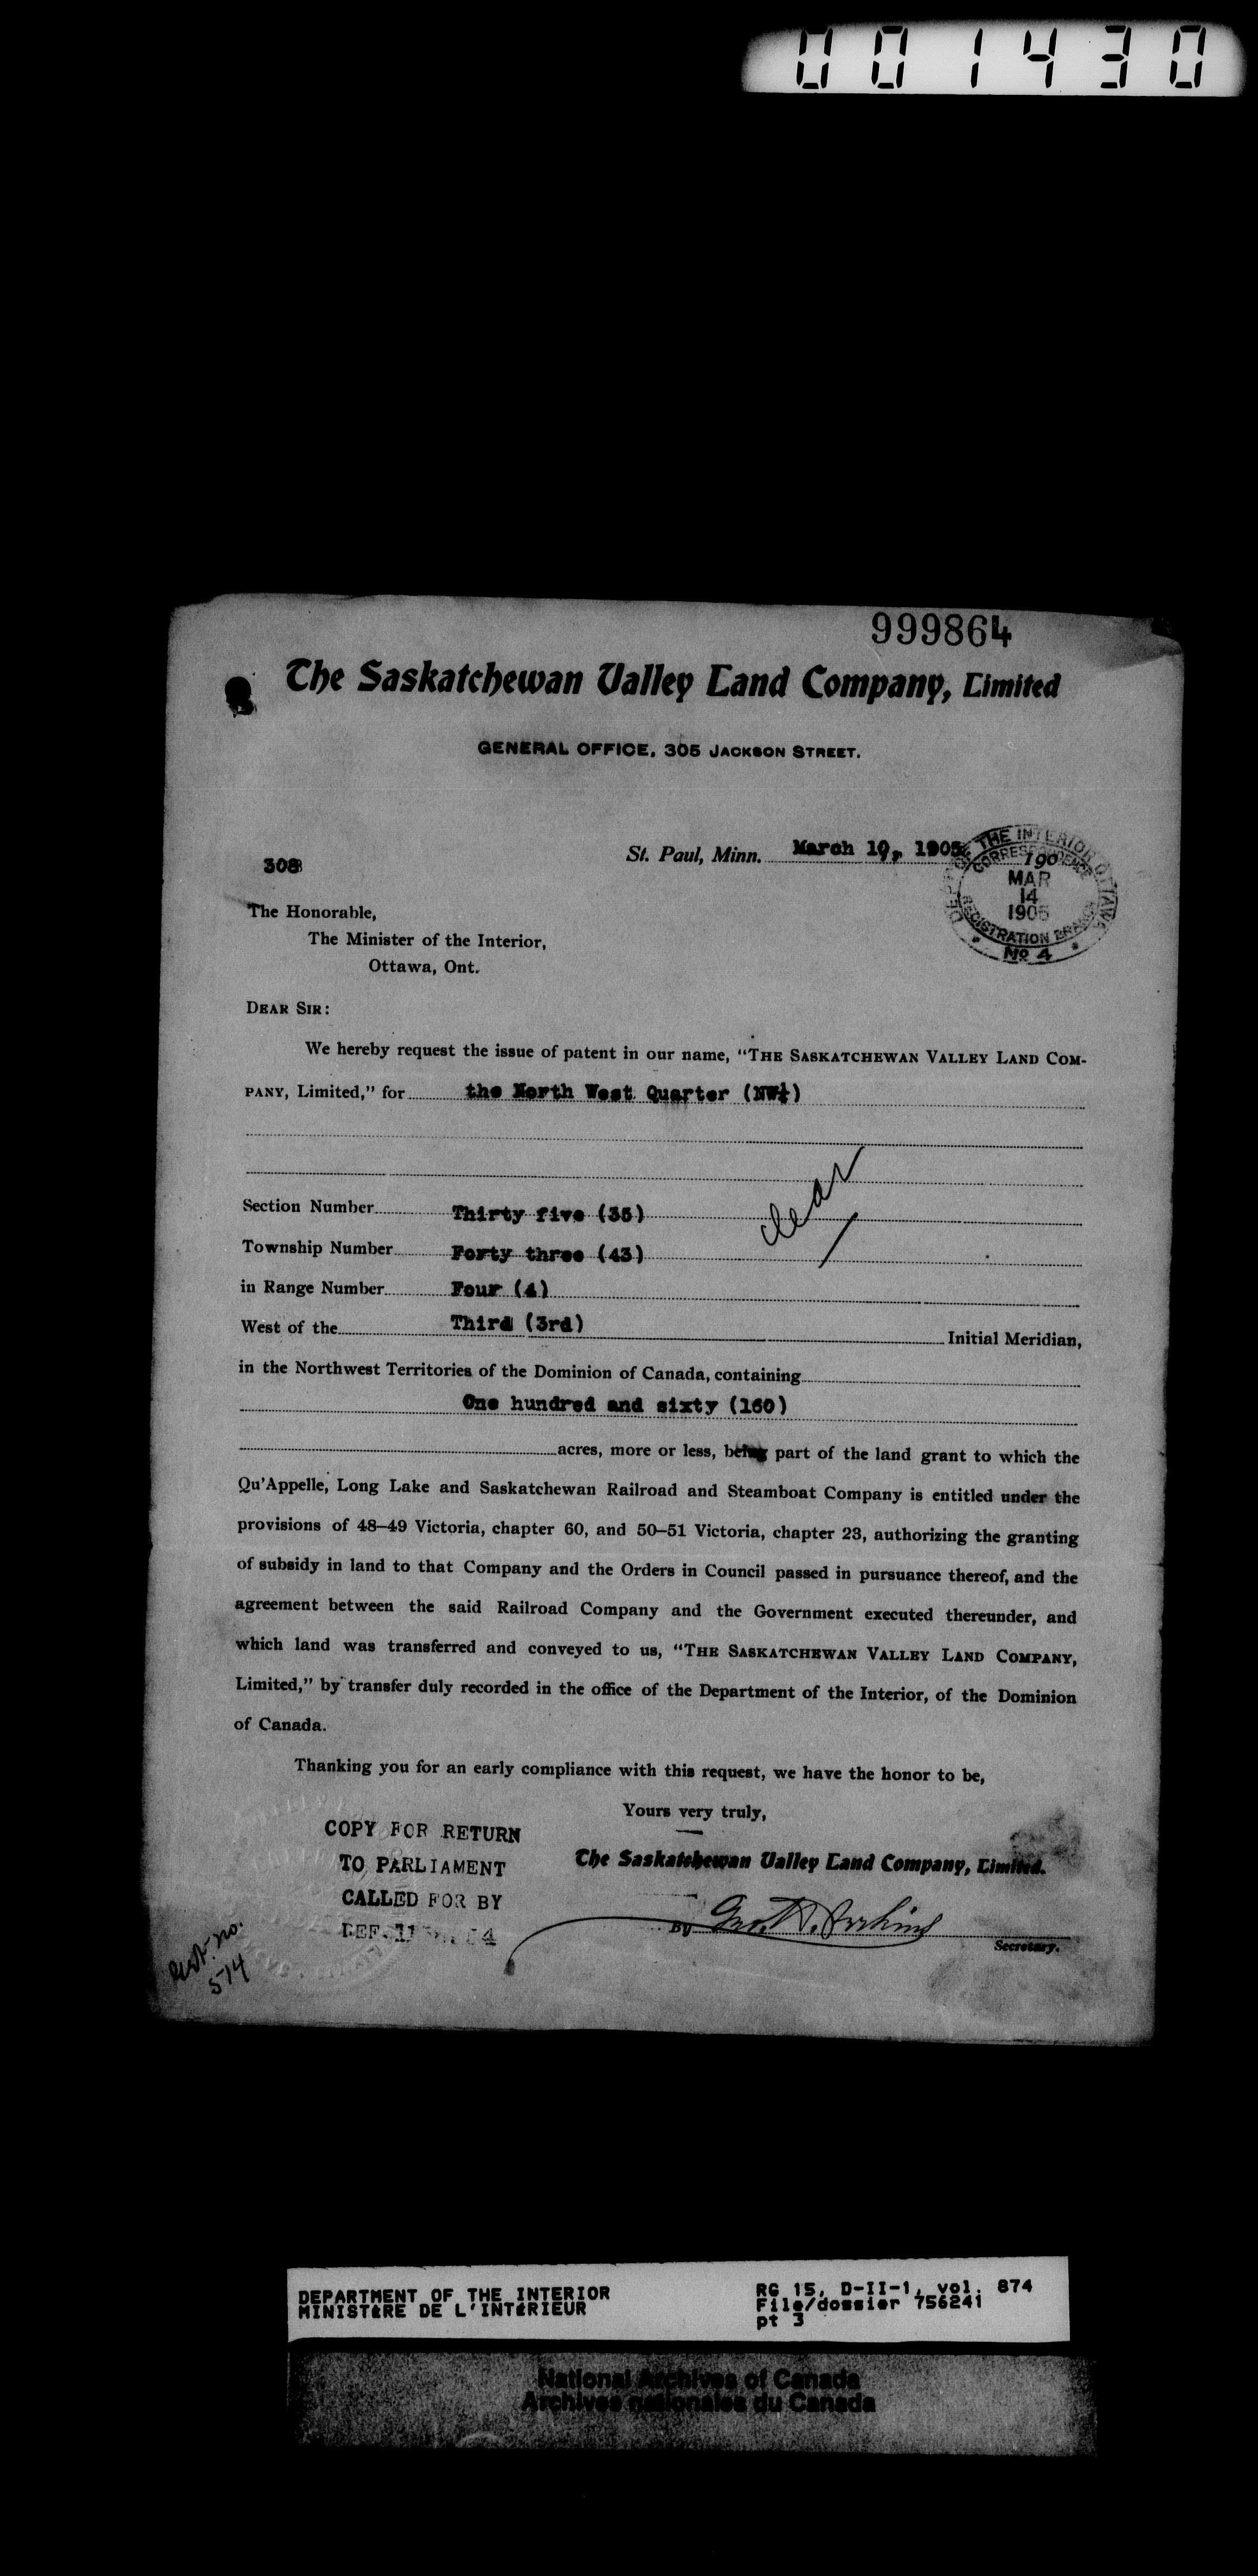 001430
999864
The Saskatchewan Valley Land Company, Limited
GENERAL OFFICE, 305 JACKSON STREET.
St. Paul, Minn. March 10, 1905. 190
308
DEPT. OF THE INTERIOR OTTAWA
CORRESPONDENCE
MAR
14
1905
REGISTRATION BRANCH
No 4
The Honorable,
The Minister of the Interior,
Ottawa, Ont.
DEAR SIR:
We hereby request the issue of patent in our name, "THE SASKATCHEWAN VALLEY LAND COM-
PANY, Limited," for the North West Quarter (NW¼)
clear
Section Number Thirty five (35)
Township Number Forty three (43)
in Range Number Four (4)
West of the Third (3rd) Initial Meridian,
in the Northwest Territories of the Dominion of Canada, containing
One hundred and sixty (160)
acres, more or less, being part of the land grant to which the
Qu'Appelle, Long Lake and Saskatchewan Railroad and Steamboat Company is entitled under the
provisions of 48–49 Victoria, chapter 60, and 50–51 Victoria, chapter 23, authorizing the granting
of subsidy in land to that Company and the Orders in Council passed in pursuance thereof, and the
agreement between the said Railroad Company and the Government executed thereunder, and
which land was transferred and conveyed to us, "THE SASKATCHEWAN VALLEY LAND COMPANY,
Limited," by transfer duly recorded in the office of the Department of the Interior, of the Dominion
of Canada.
Thanking you for an early compliance with this request, we have the honor to be,
Yours very truly,
The Saskatchewan Valley Land Company, Limited.
By Perkins
Secretary.
COPY FOR RETURN
TO PARLIAMENT
CALLED FOR BY
no.
514
DEPARTMENT OF THE INTERIOR
MINISTÈRE DE L'INTÉRIEUR
RG 15, D-II-1, vol. 874
File/dossier 756241
pt 3
National Archives of Canada
Archives nationales du Canada